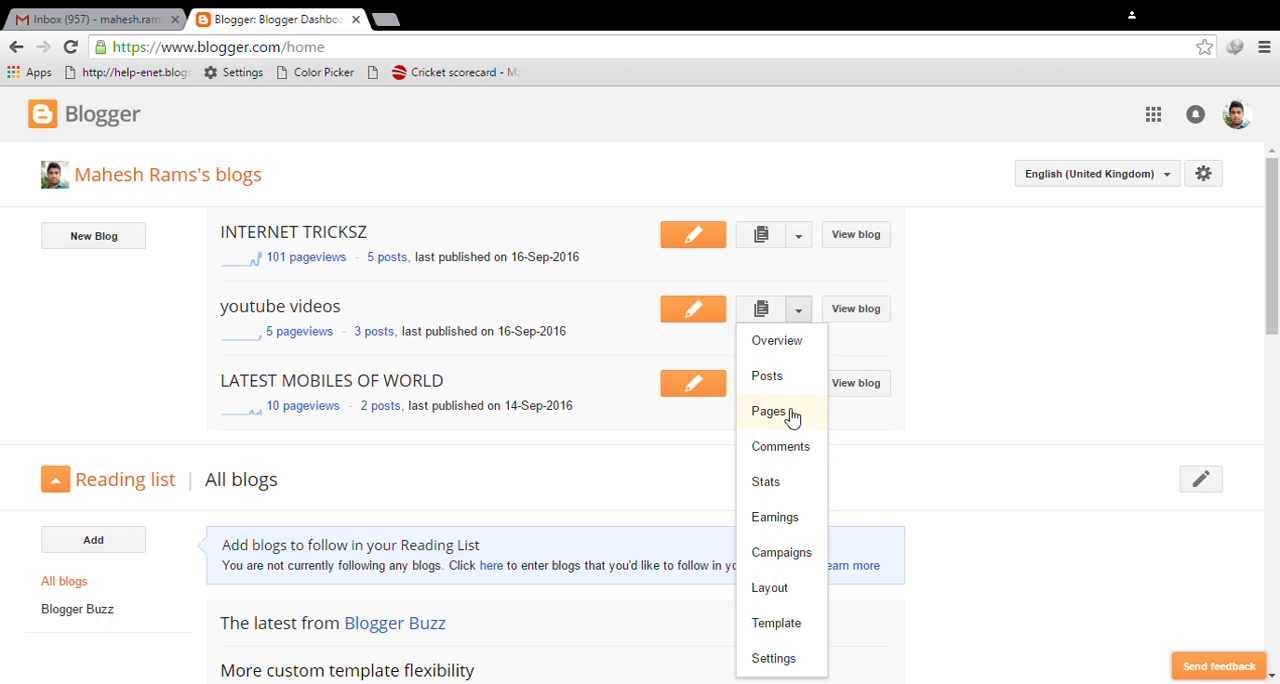 Inbox (957) - mahesh.ram
Blogger: Blogger Dashboa
https://www.blogger.com/home
Apps
http://help-enet.blog
Settings
Color Picker
Cricket scorecard - M
Blogger
Mahesh Rams's blogs
English (United Kingdom)
New Blog
INTERNET TRICKSZ
View blog
101 pageviews - 5 posts, last published on 16-Sep-2016
youtube videos
View blog
5 pageviews - 3 posts, last published on 16-Sep-2016
LATEST MOBILES OF WORLD
View blog
10 pageviews - 2 posts, last published on 14-Sep-2016
Overview
Posts
Pages
Comments
Stats
Earnings
Campaigns
Layout
Template
Settings
Reading list | All blogs
Add
All blogs
Blogger Buzz
Add blogs to follow in your Reading List
You are not currently following any blogs. Click here to enter blogs that you'd like to follow in yo
earn more
The latest from Blogger Buzz
More custom template flexibility
Send feedback